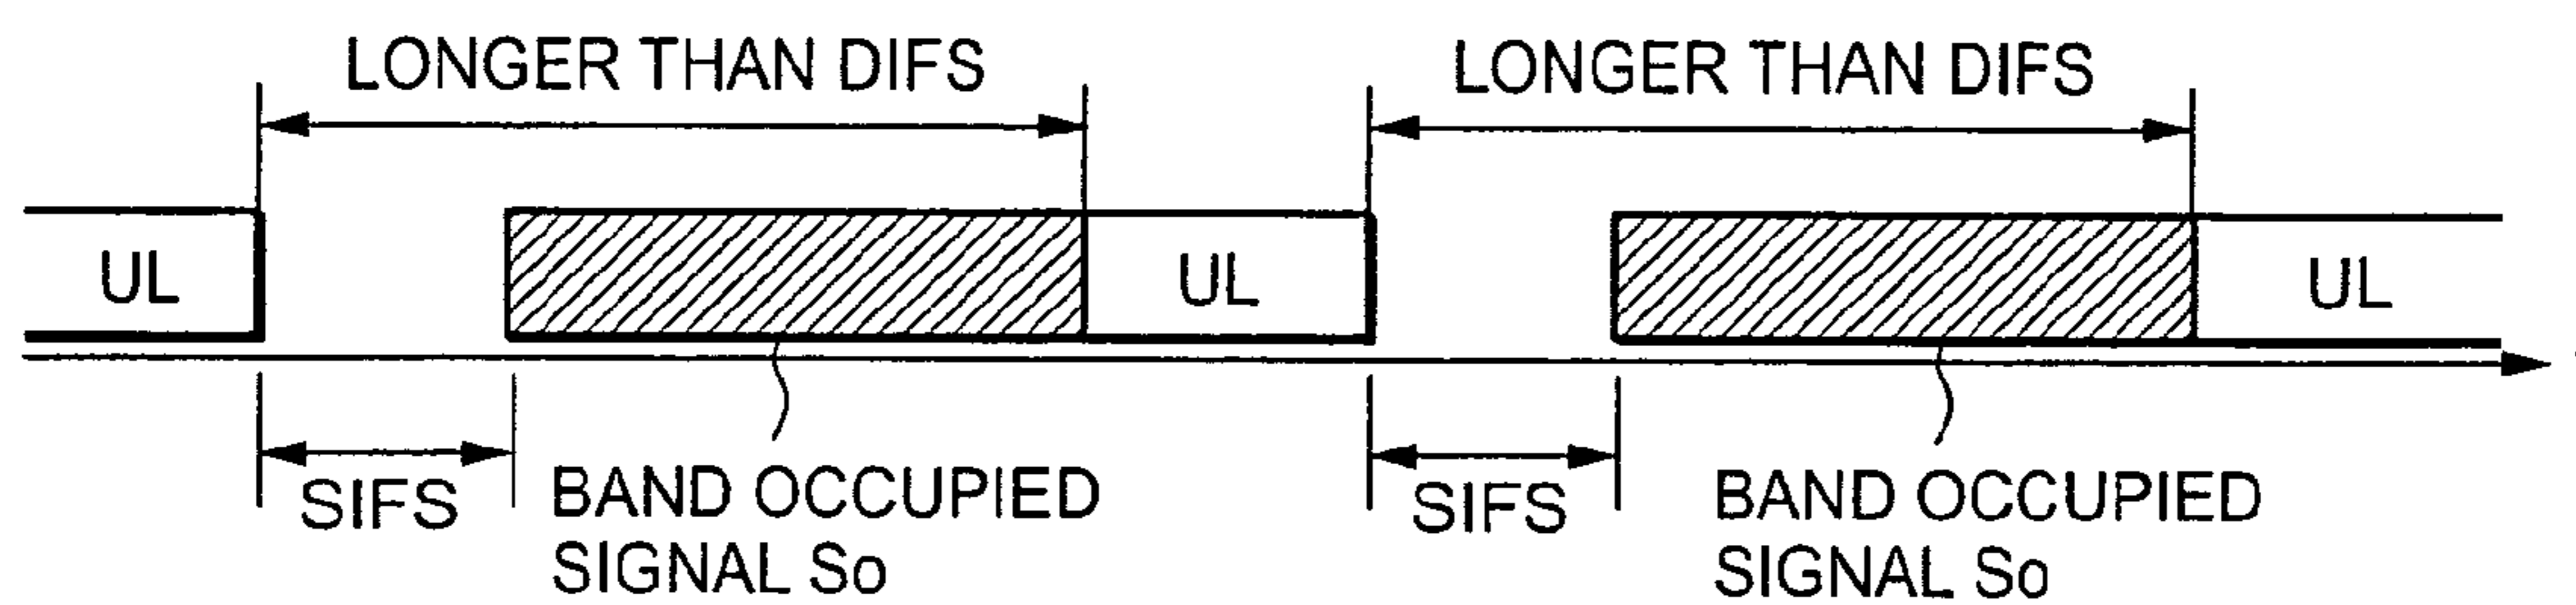 LONGER THAN DIFS
LONGER THAN DIFS
UL
UL
UL
SIFS
BAND OCCUPIED
SIGNAL So
SIFS
BAND OCCUPIED
SIGNAL So